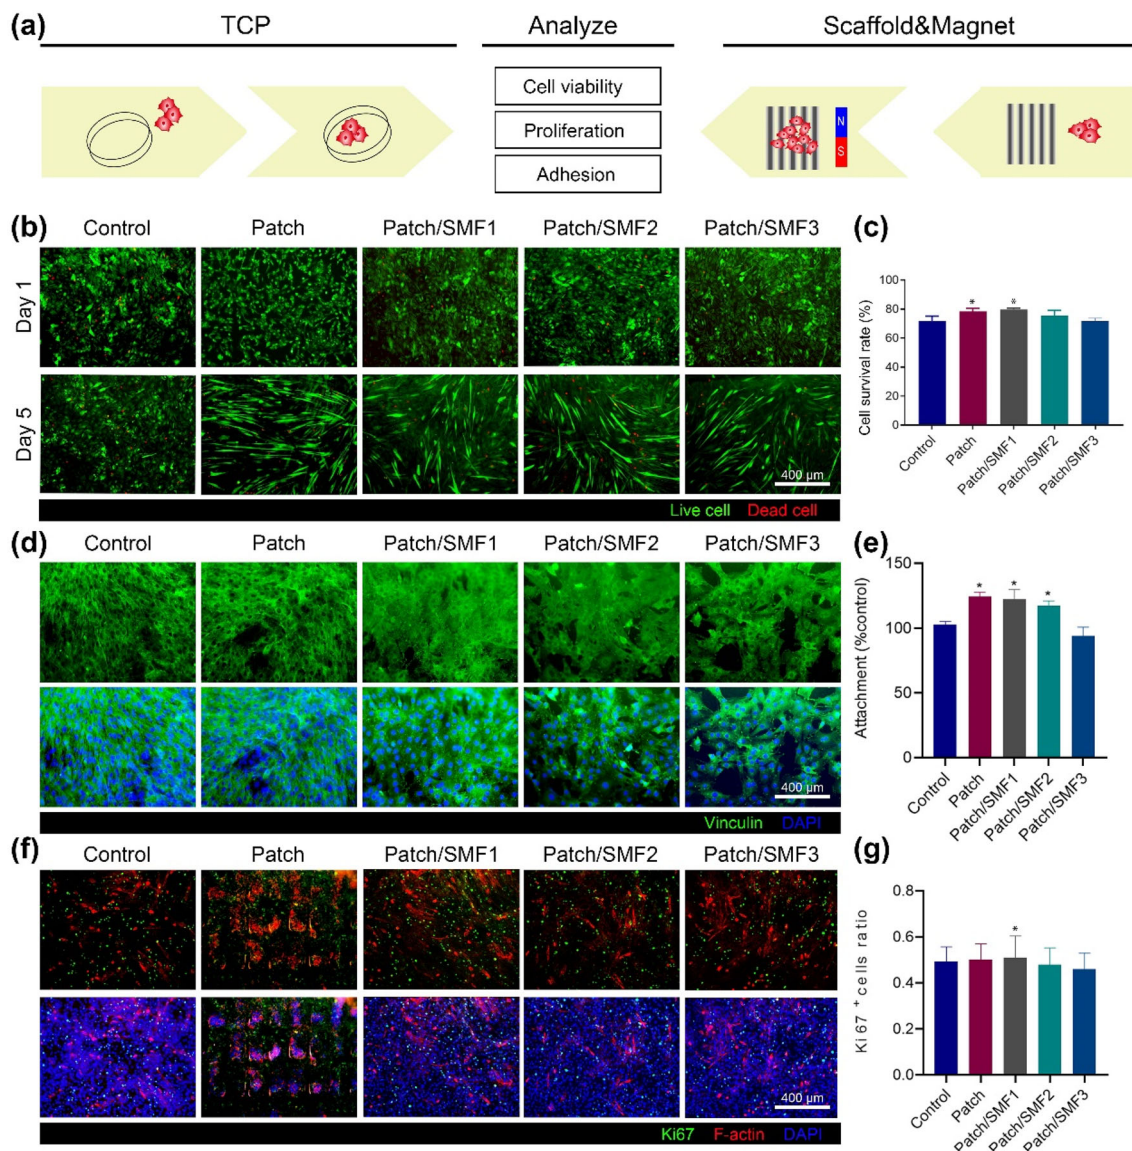 (a) TCP Analyze Scaffold&Magnet
Cell viability
Proliferation
Adhesion
N
S
(b) Control Patch Patch/SMF1 Patch/SMF2 Patch/SMF3
Day 1
Day 5
400 µm
Live cell Dead cell
(c)
Cell survival rate (%)
100
80
60
40
20
0
* *
Control Patch Patch/SMF1 Patch/SMF2 Patch/SMF3
(d) Control Patch Patch/SMF1 Patch/SMF2 Patch/SMF3
400 µm
Vinculin DAPI
(e)
Attachment (%control)
150
100
50
0
* * *
Control Patch Patch/SMF1 Patch/SMF2 Patch/SMF3
(f) Control Patch Patch/SMF1 Patch/SMF2 Patch/SMF3
400 µm
Ki67 F-actin DAPI
(g)
Ki67 + cells ratio
0.8
0.6
0.4
0.2
0.0
*
Control Patch Patch/SMF1 Patch/SMF2 Patch/SMF3